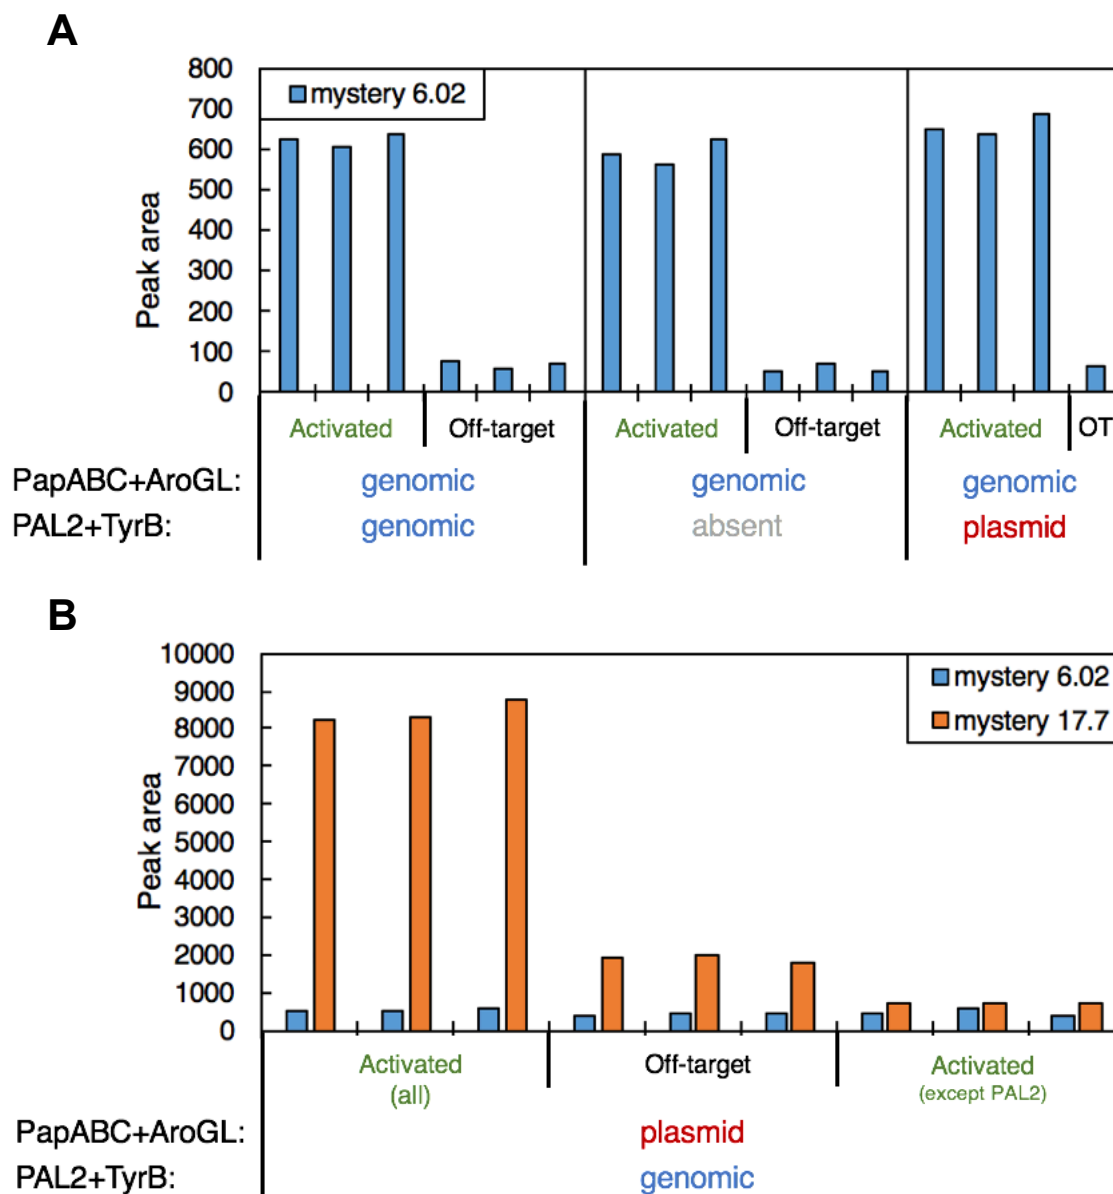 A
mystery 6.02
Peak area
800
700
600
500
400
300
200
100
0
Activated Off-target Activated Off-target Activated OT
PapABC+AroGL: genomic genomic genomic
PAL2+TyrB: genomic absent plasmid
B
mystery 6.02
mystery 17.7
Peak area
10000
9000
8000
7000
6000
5000
4000
3000
2000
1000
0
Activated Off-target Activated
(all) (except PAL2)
PapABC+AroGL: plasmid
PAL2+TyrB: genomic